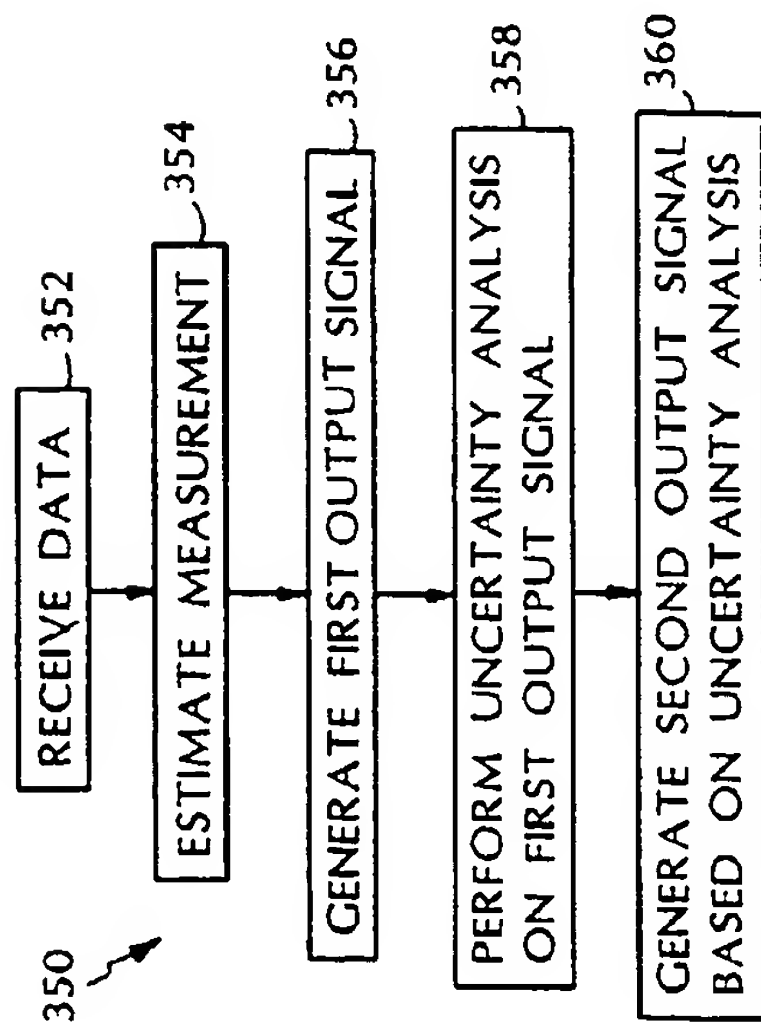 350
RECEIVE DATA
352
ESTIMATE MEASUREMENT
354
GENERATE FIRST OUTPUT SIGNAL
356
PERFORM UNCERTAINTY ANALYSIS
ON FIRST OUTPUT SIGNAL
358
GENERATE SECOND OUTPUT SIGNAL
BASED ON UNCERTAINTY ANALYSIS
360